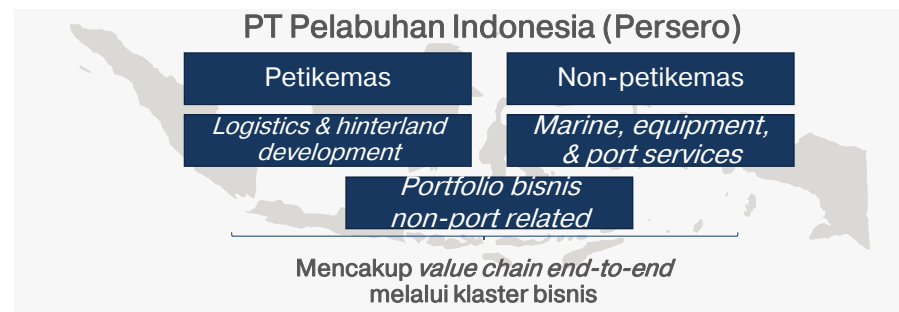 PT Pelabuhan Indonesia (Persero)
Petikemas
Non-petikemas
Logistics & hinterland
development
Marine, equipment,
& port services
Portfolio bisnis
non-port related
Mencakup value chain end-to-end
melalui klaster bisnis